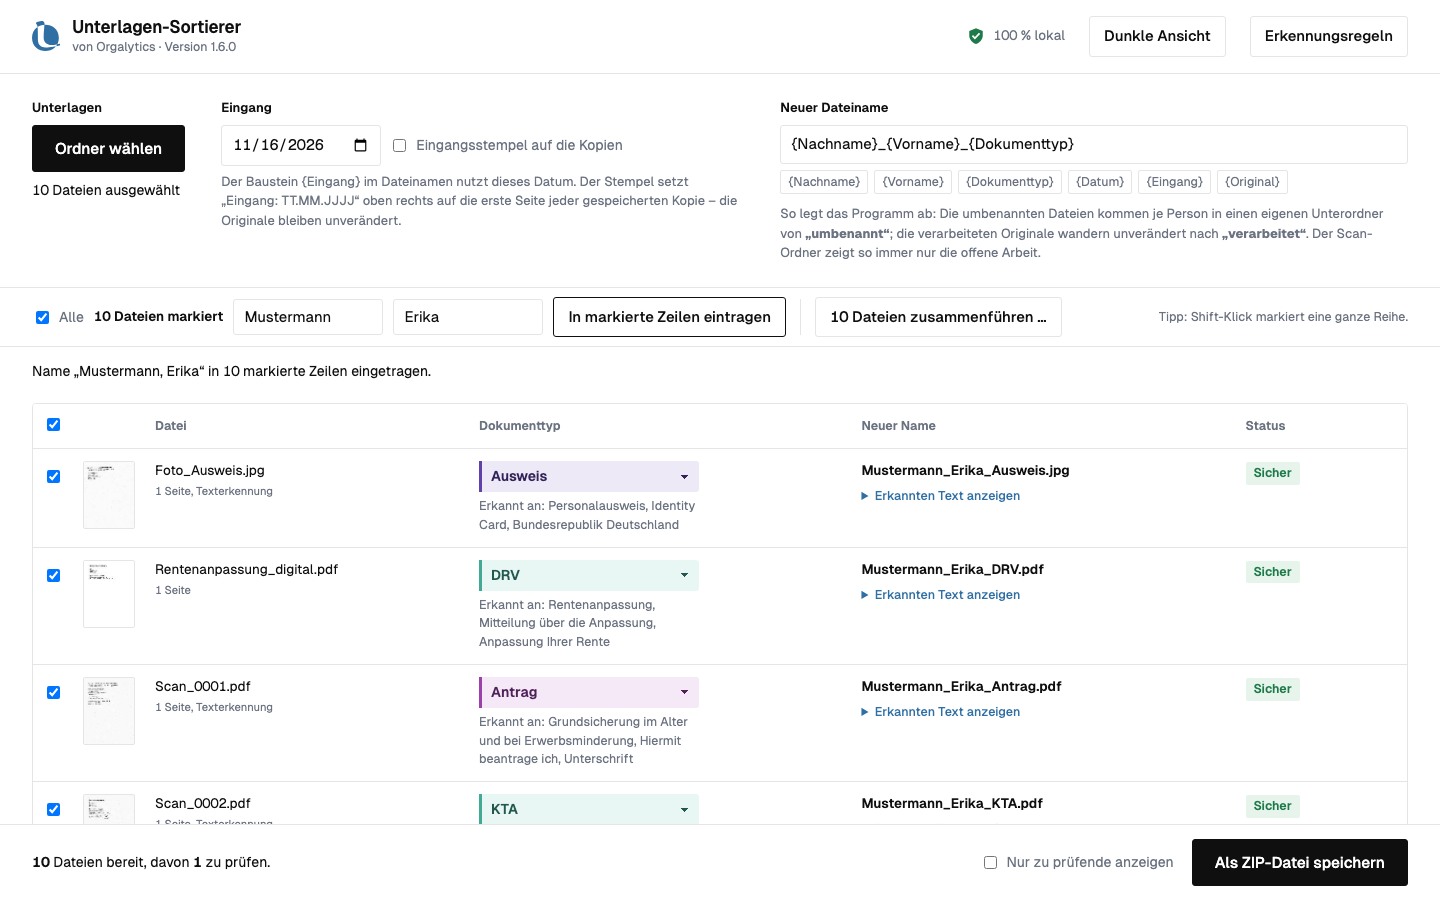 Unterlagen-Sortierer
von Orgalytics · Version 1.6.0
100 % lokal
Dunkle Ansicht
Erkennungsregeln
Unterlagen
Ordner wählen
10 Dateien ausgewählt
Eingang
11/16/2026
Eingangsstempel auf die Kopien
Der Baustein {Eingang} im Dateinamen nutzt dieses Datum. Der Stempel setzt
„Eingang: TT.MM.JJJJ“ oben rechts auf die erste Seite jeder gespeicherten Kopie – die
Originale bleiben unverändert.
Neuer Dateiname
{Nachname}_{Vorname}_{Dokumenttyp}
{Nachname} {Vorname} {Dokumenttyp} {Datum} {Eingang} {Original}
So legt das Programm ab: Die umbenannten Dateien kommen je Person in einen eigenen Unterordner
von „umbenannt“; die verarbeiteten Originale wandern unverändert nach „verarbeitet“. Der Scan-
Ordner zeigt so immer nur die offene Arbeit.
Alle 10 Dateien markiert Mustermann Erika In markierte Zeilen eintragen 10 Dateien zusammenführen ... Tipp: Shift-Klick markiert eine ganze Reihe.
Name „Mustermann, Erika“ in 10 markierte Zeilen eingetragen.
Datei Dokumenttyp Neuer Name Status
Foto_Ausweis.jpg
1 Seite, Texterkennung
Ausweis
Erkannt an: Personalausweis, Identity
Card, Bundesrepublik Deutschland
Mustermann_Erika_Ausweis.jpg
Erkannten Text anzeigen
Sicher
Rentenanpassung_digital.pdf
1 Seite
DRV
Erkannt an: Rentenanpassung,
Mitteilung über die Anpassung,
Anpassung Ihrer Rente
Mustermann_Erika_DRV.pdf
Erkannten Text anzeigen
Sicher
Scan_0001.pdf
1 Seite, Texterkennung
Antrag
Erkannt an: Grundsicherung im Alter
und bei Erwerbsminderung, Hiermit
beantrage ich, Unterschrift
Mustermann_Erika_Antrag.pdf
Erkannten Text anzeigen
Sicher
Scan_0002.pdf
1 Seite, Texterkennung
KTA
Mustermann_Erika_KTA.pdf
Sicher
10 Dateien bereit, davon 1 zu prüfen.
Nur zu prüfende anzeigen
Als ZIP-Datei speichern